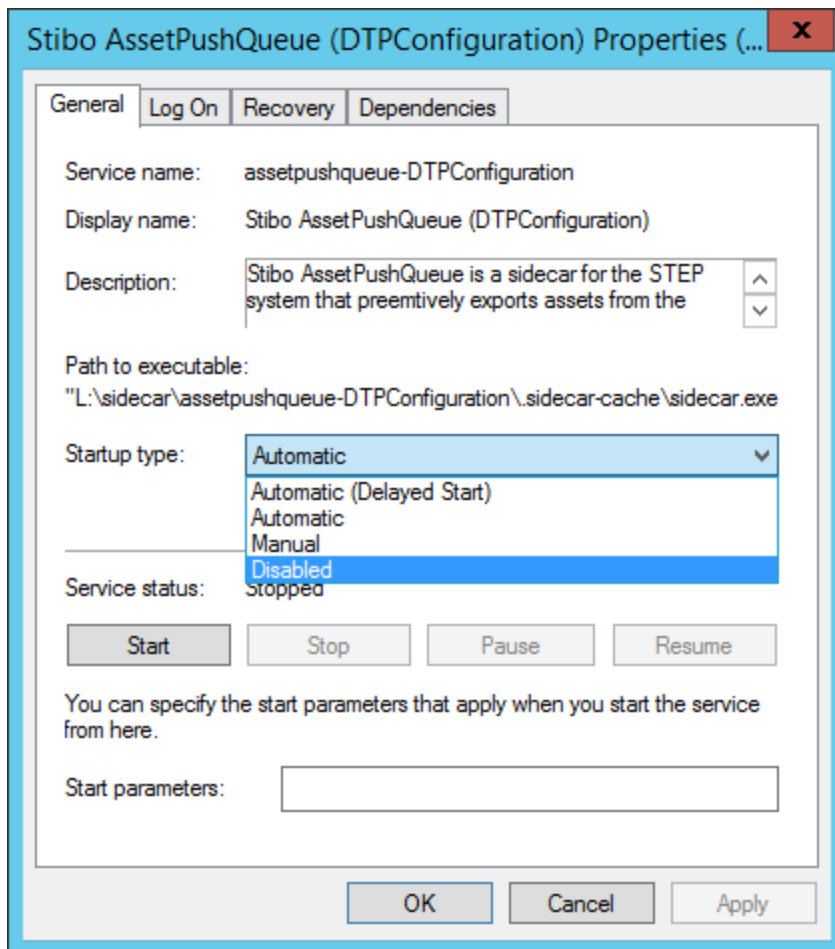 Stibo AssetPushQueue (DTPConfiguration) Properties (...
x
General Log On Recovery Dependencies
Service name: assetpushqueue-DTPConfiguration
Display name: Stibo AssetPushQueue (DTPConfiguration)
Description: Stibo AssetPushQueue is a sidecar for the STEP
system that preemtively exports assets from the
Path to executable:
"L:\sidecar\assetpushqueue-DTPConfiguration\.sidecar-cache\sidecar.exe
Startup type: Automatic
Automatic (Delayed Start)
Automatic
Manual
Disabled
Service status: Stopped
Start Stop Pause Resume
You can specify the start parameters that apply when you start the service
from here.
Start parameters:
OK Cancel Apply